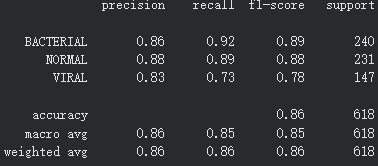 precision recall f1-score support
BACTERIAL 0.86 0.92 0.89 240
NORMAL 0.88 0.89 0.88 231
VIRAL 0.83 0.73 0.78 147
accuracy 0.86 618
macro avg 0.86 0.85 0.85 618
weighted avg 0.86 0.86 0.86 618